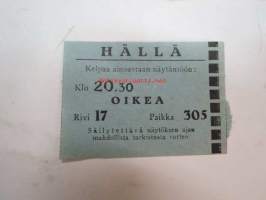 HÄLLÄ
Kelpaa ainoastaan näytäntöön:
Klo 20.30
OIKEA
Rivi 17 Paikka 305
Säilytettävä näytöksen ajan
mahdollista tarkastusta varten